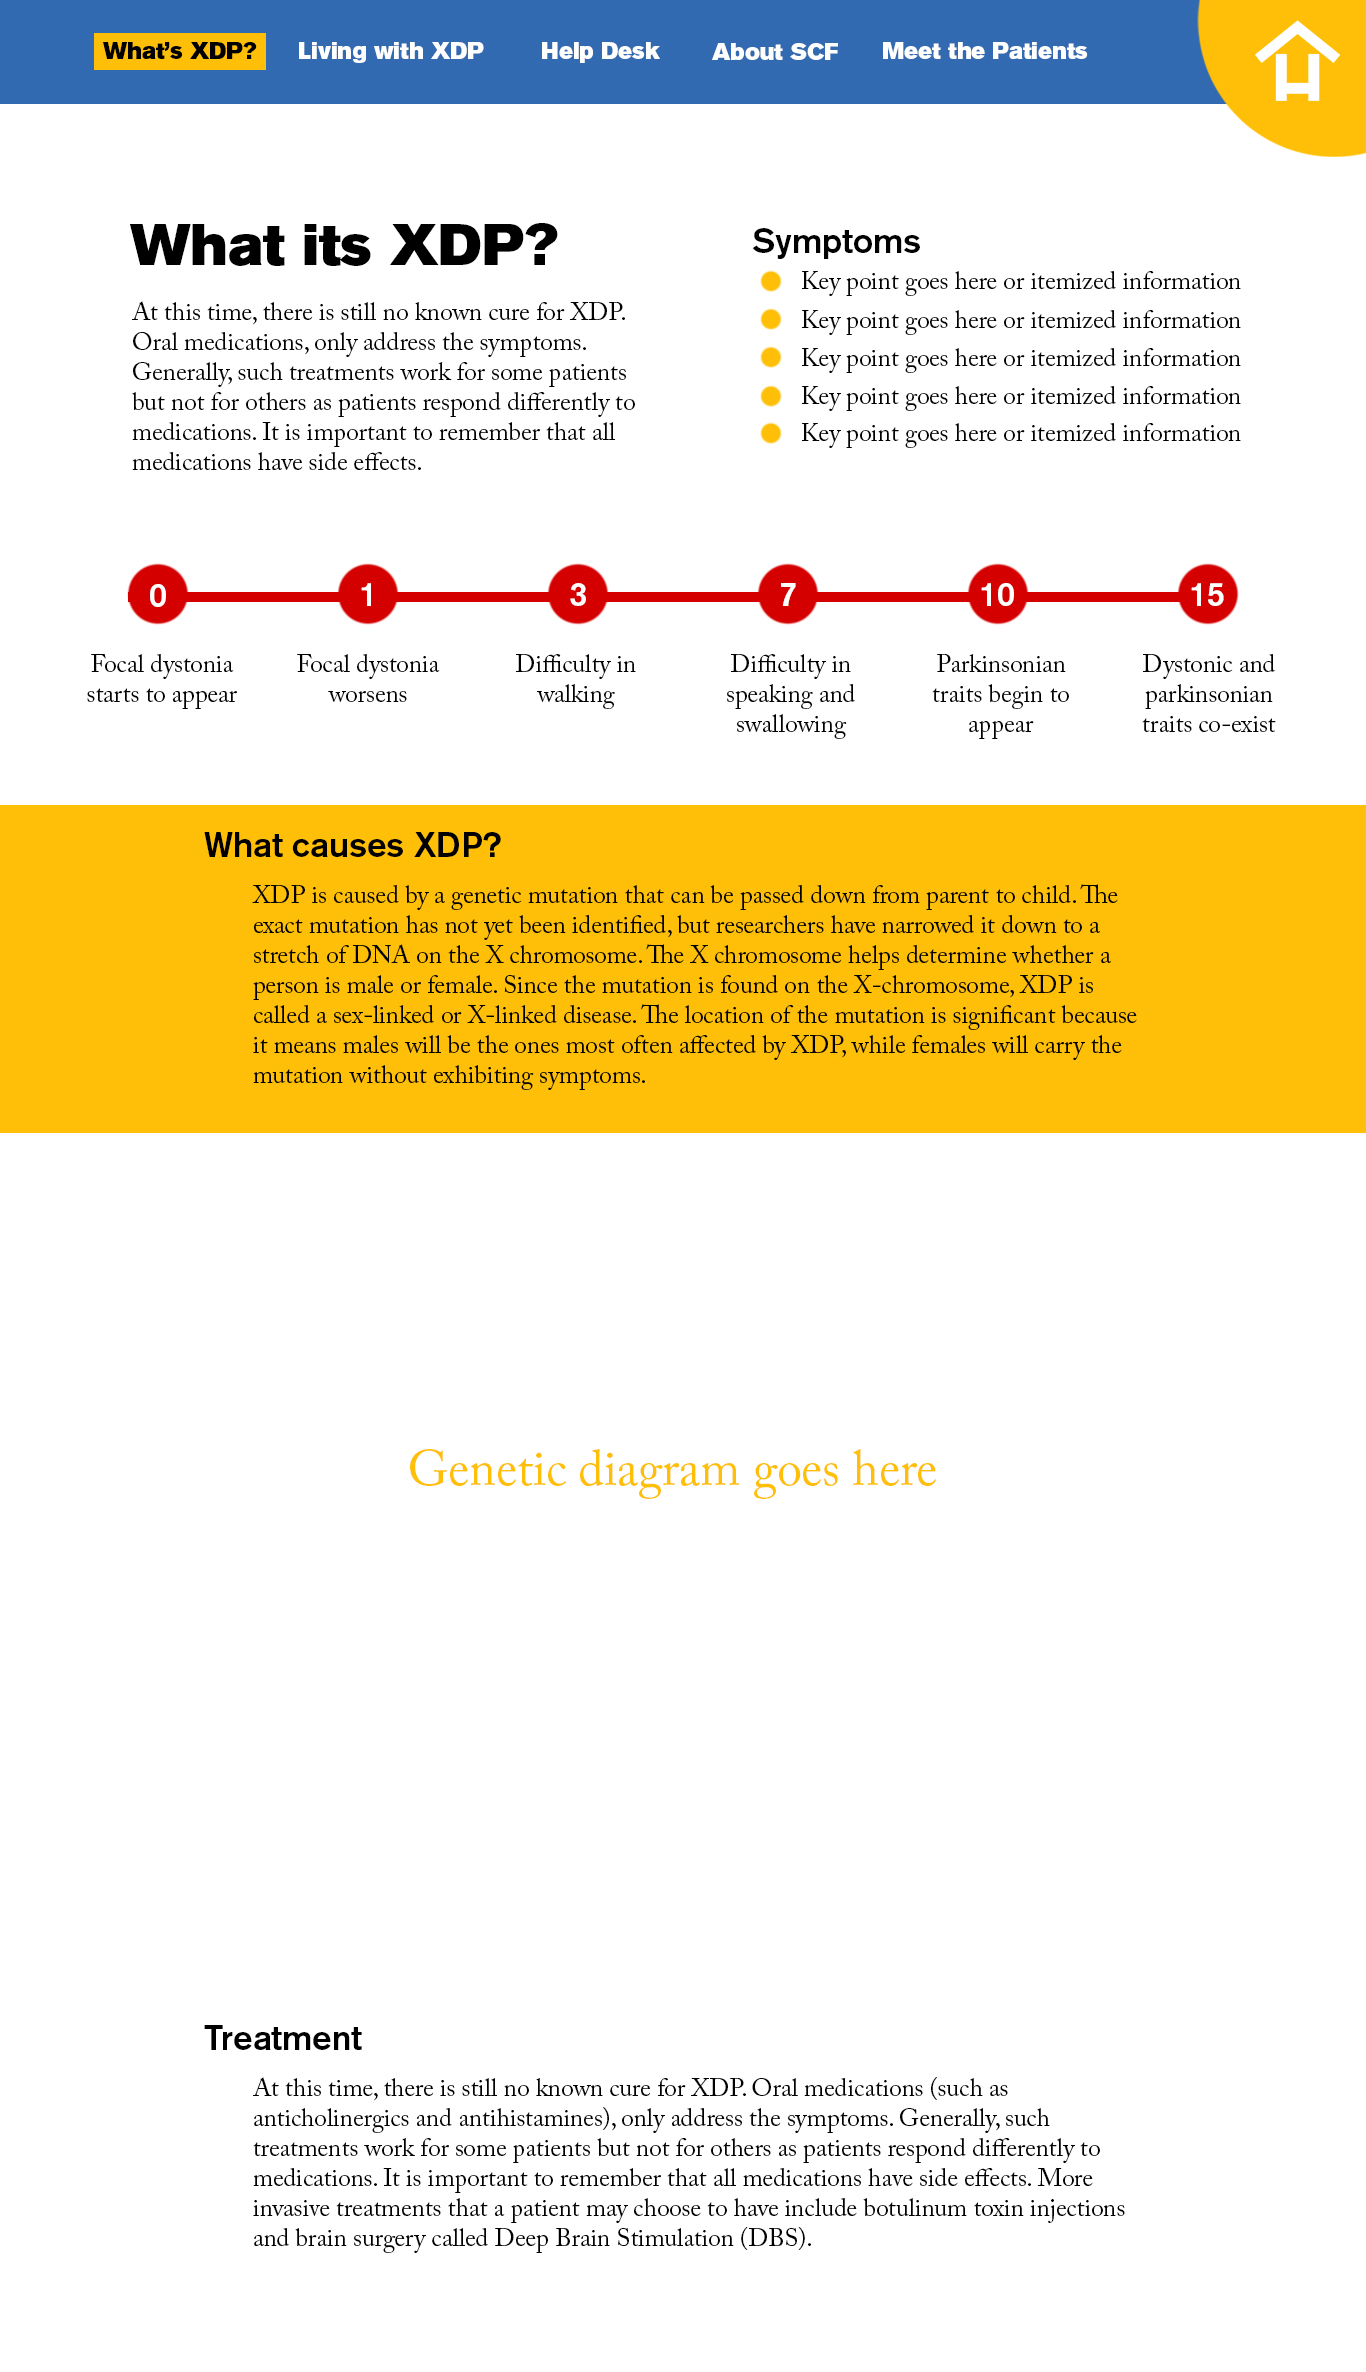 What's XDP?
Living with XDP
Help Desk
About SCF
Meet the Patients
What its XDP?
At this time, there is still no known cure for XDP.
Oral medications, only address the symptoms.
Generally, such treatments work for some patients
but not for others as patients respond differently to
medications. It is important to remember that all
medications have side effects.
Symptoms
Key point goes here or itemized information
Key point goes here or itemized information
Key point goes here or itemized information
Key point goes here or itemized information
Key point goes here or itemized information
0
Focal dystonia
starts to appear
1
Focal dystonia
worsens
3
Difficulty in
walking
7
Difficulty in
speaking and
swallowing
10
Parkinsonian
traits begin to
appear
15
Dystonic and
parkinsonian
traits co-exist
What causes XDP?
XDP is caused by a genetic mutation that can be passed down from parent to child. The
exact mutation has not yet been identified, but researchers have narrowed it down to a
stretch of DNA on the X chromosome. The X chromosome helps determine whether a
person is male or female. Since the mutation is found on the X-chromosome, XDP is
called a sex-linked or X-linked disease. The location of the mutation is significant because
it means males will be the ones most often affected by XDP, while females will carry the
mutation without exhibiting symptoms.
Genetic diagram goes here
Treatment
At this time, there is still no known cure for XDP. Oral medications (such as
anticholinergics and antihistamines), only address the symptoms. Generally, such
treatments work for some patients but not for others as patients respond differently to
medications. It is important to remember that all medications have side effects. More
invasive treatments that a patient may choose to have include botulinum toxin injections
and brain surgery called Deep Brain Stimulation (DBS).